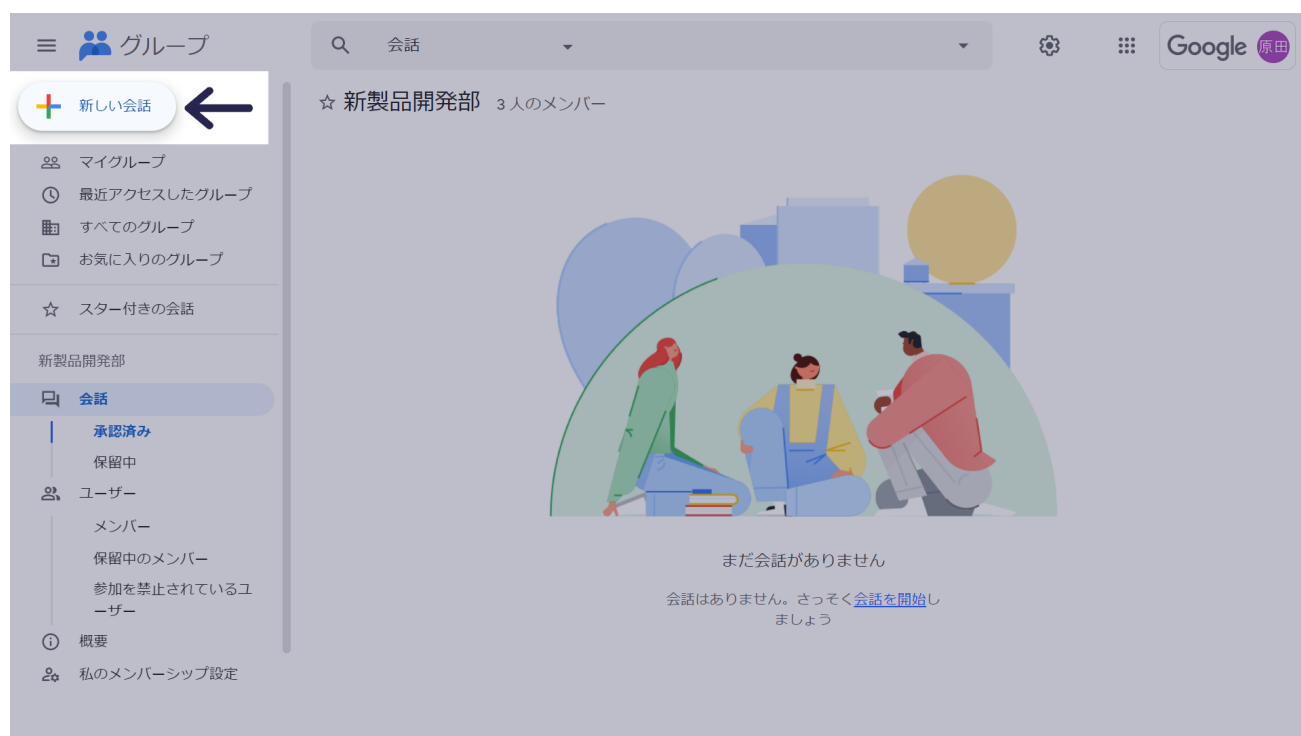 グループ
会話
Google 原田
新しい会話
☆ 新製品開発部 3 人のメンバー
マイグループ
最近アクセスしたグループ
すべてのグループ
お気に入りのグループ
スター付きの会話
新製品開発部
会話
承認済み
保留中
ユーザー
メンバー
保留中のメンバー
参加を禁止されているユ
ーザー
概要
私のメンバーシップ設定
まだ会話がありません
会話はありません。さっそく会話を開始し
ましょう